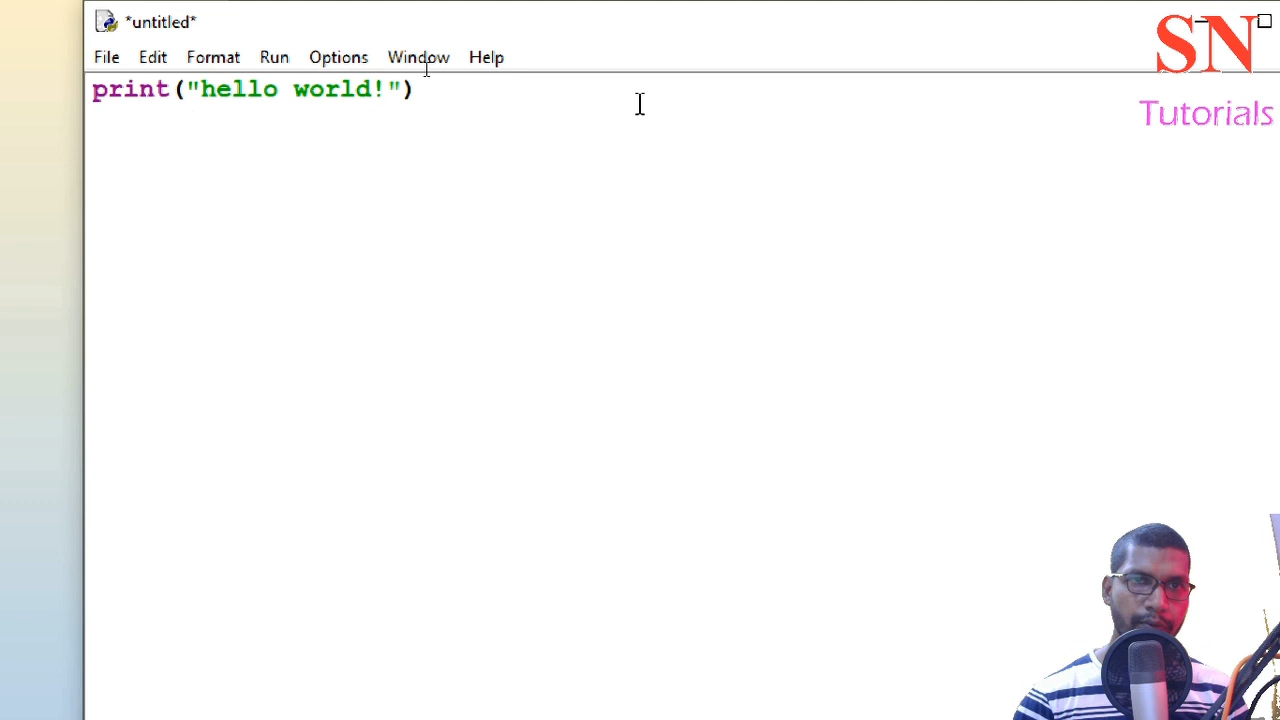 *untitled*
File Edit Format Run Options Window Help
print("hello world!")
SN
Tutorials